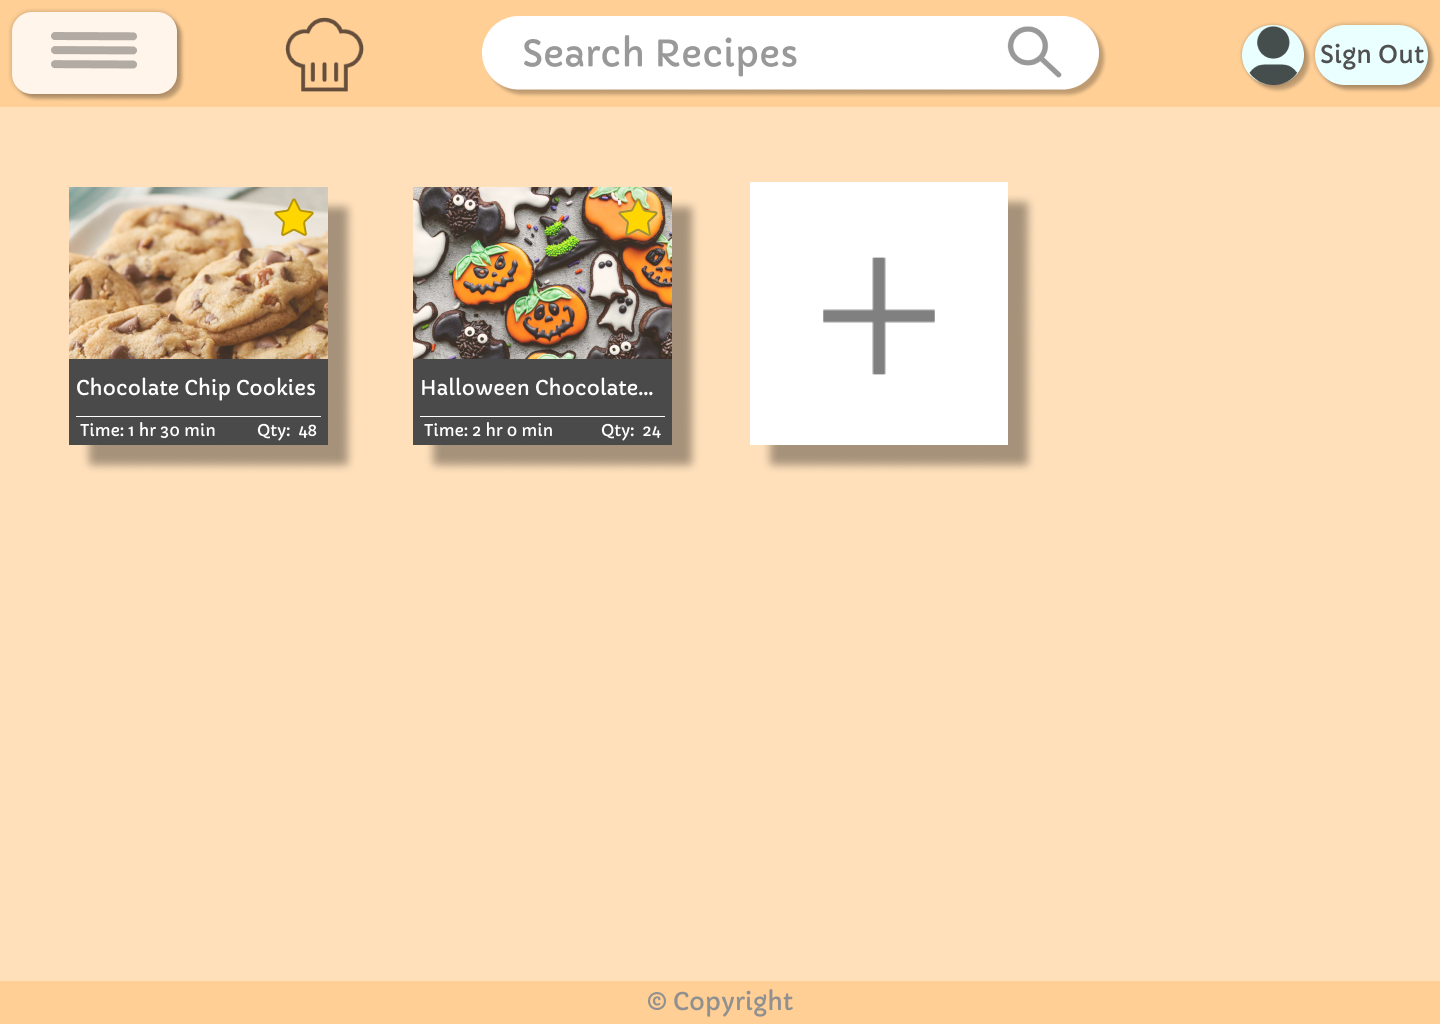 Search Recipes
Sign Out
Chocolate Chip Cookies
Time: 1 hr 30 min Qty: 48
Halloween Chocolate...
Time: 2 hr 0 min Qty: 24
© Copyright